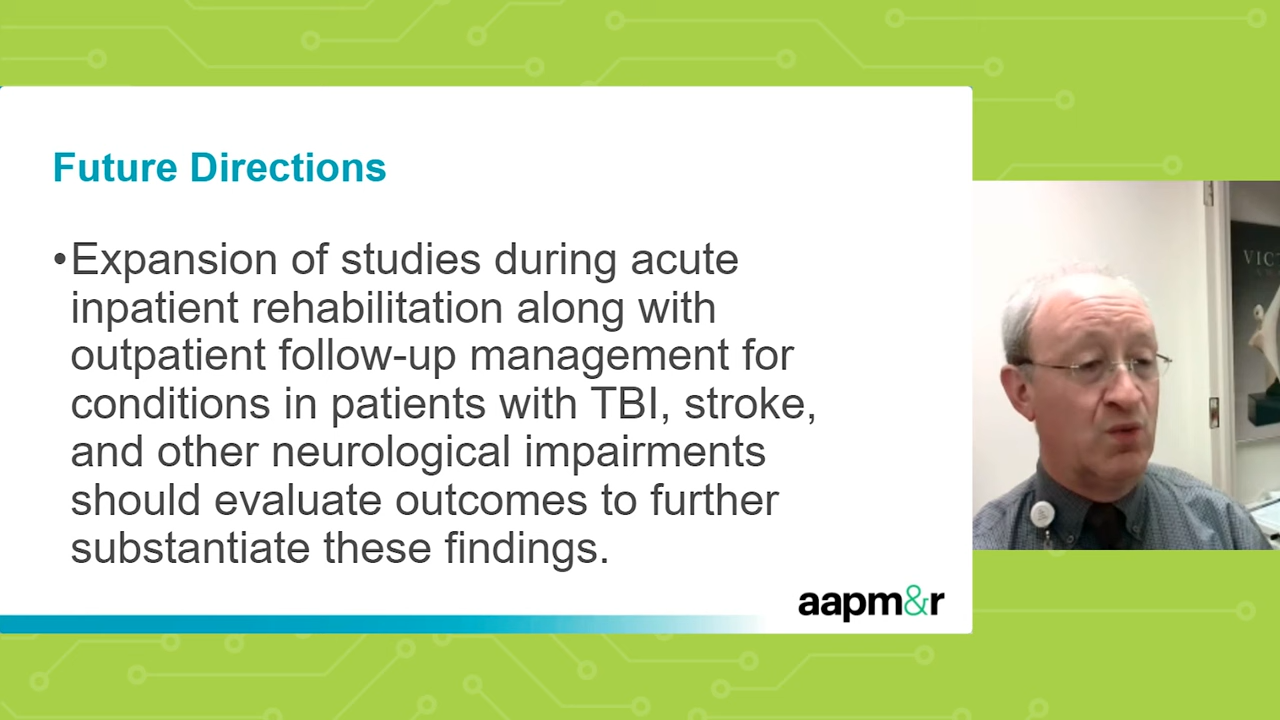 Future Directions
•Expansion of studies during acute
inpatient rehabilitation along with
outpatient follow-up management for
conditions in patients with TBI, stroke,
and other neurological impairments
should evaluate outcomes to further
substantiate these findings.
aapm&r
VICT